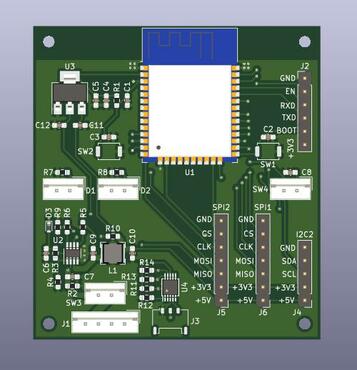 U3
J2
GND
EN
RXD
TXD
BOOT
+3V3
C5
C4
R1
C1
C12
C11
C3
SW2
C2
SW1
U1
R7
D1
R8
D2
C8
SW4
D3
R9
R6
R5
U2
R10
C9
C10
L1
C6
R3
R4
R2
C7
SW3
J1
R13
R14
R11
R12
U4
J3
SPI2
GND
CS
CLK
MOSI
MISO
+3V3
+5V
J5
SPI1
GND
CS
CLK
MOSI
MISO
+3V3
+5V
J6
I2C2
GND
SDA
SCL
+3V3
+5V
J4